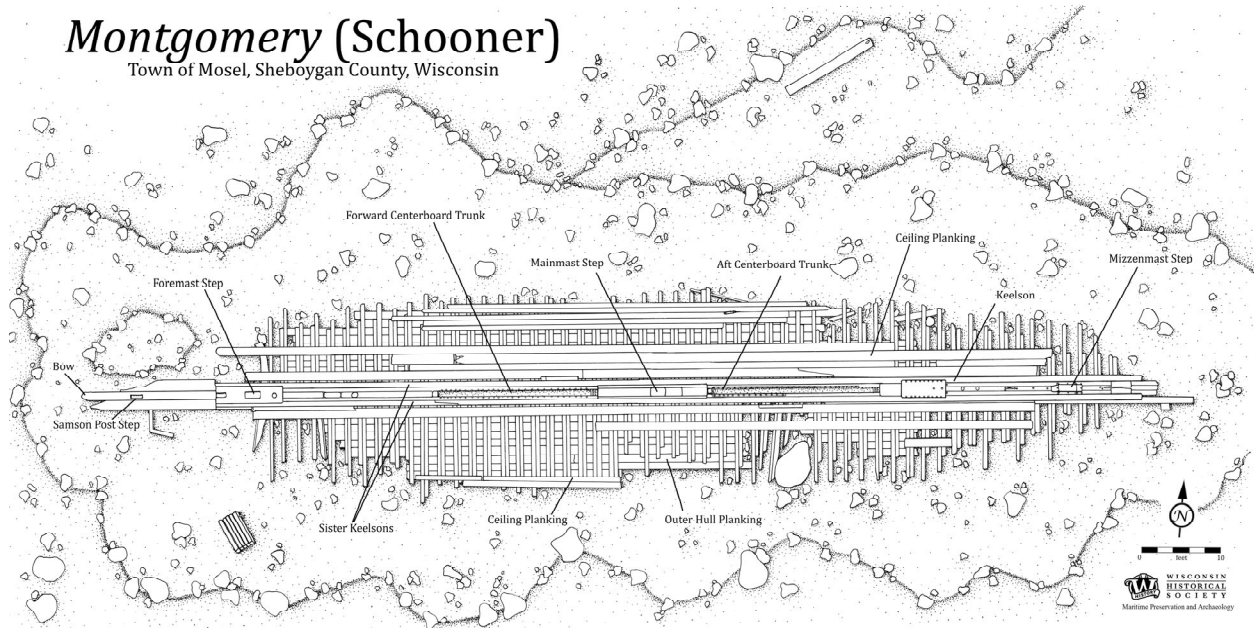 Montgomery (Schooner)
Town of Mosel, Sheboygan County, Wisconsin
Forward Centerboard Trunk
Ceiling Planking
Mainmast Step
Aft Centerboard Trunk
Mizzenmast Step
Foremast Step
Keelson
Bow
Samson Post Step
Sister Keelsons
Ceiling Planking
Outer Hull Planking
N
0 feet 10
W
HISTORY
WISCONSIN
HISTORICAL
SOCIETY
Maritime Preservation and Archaeology